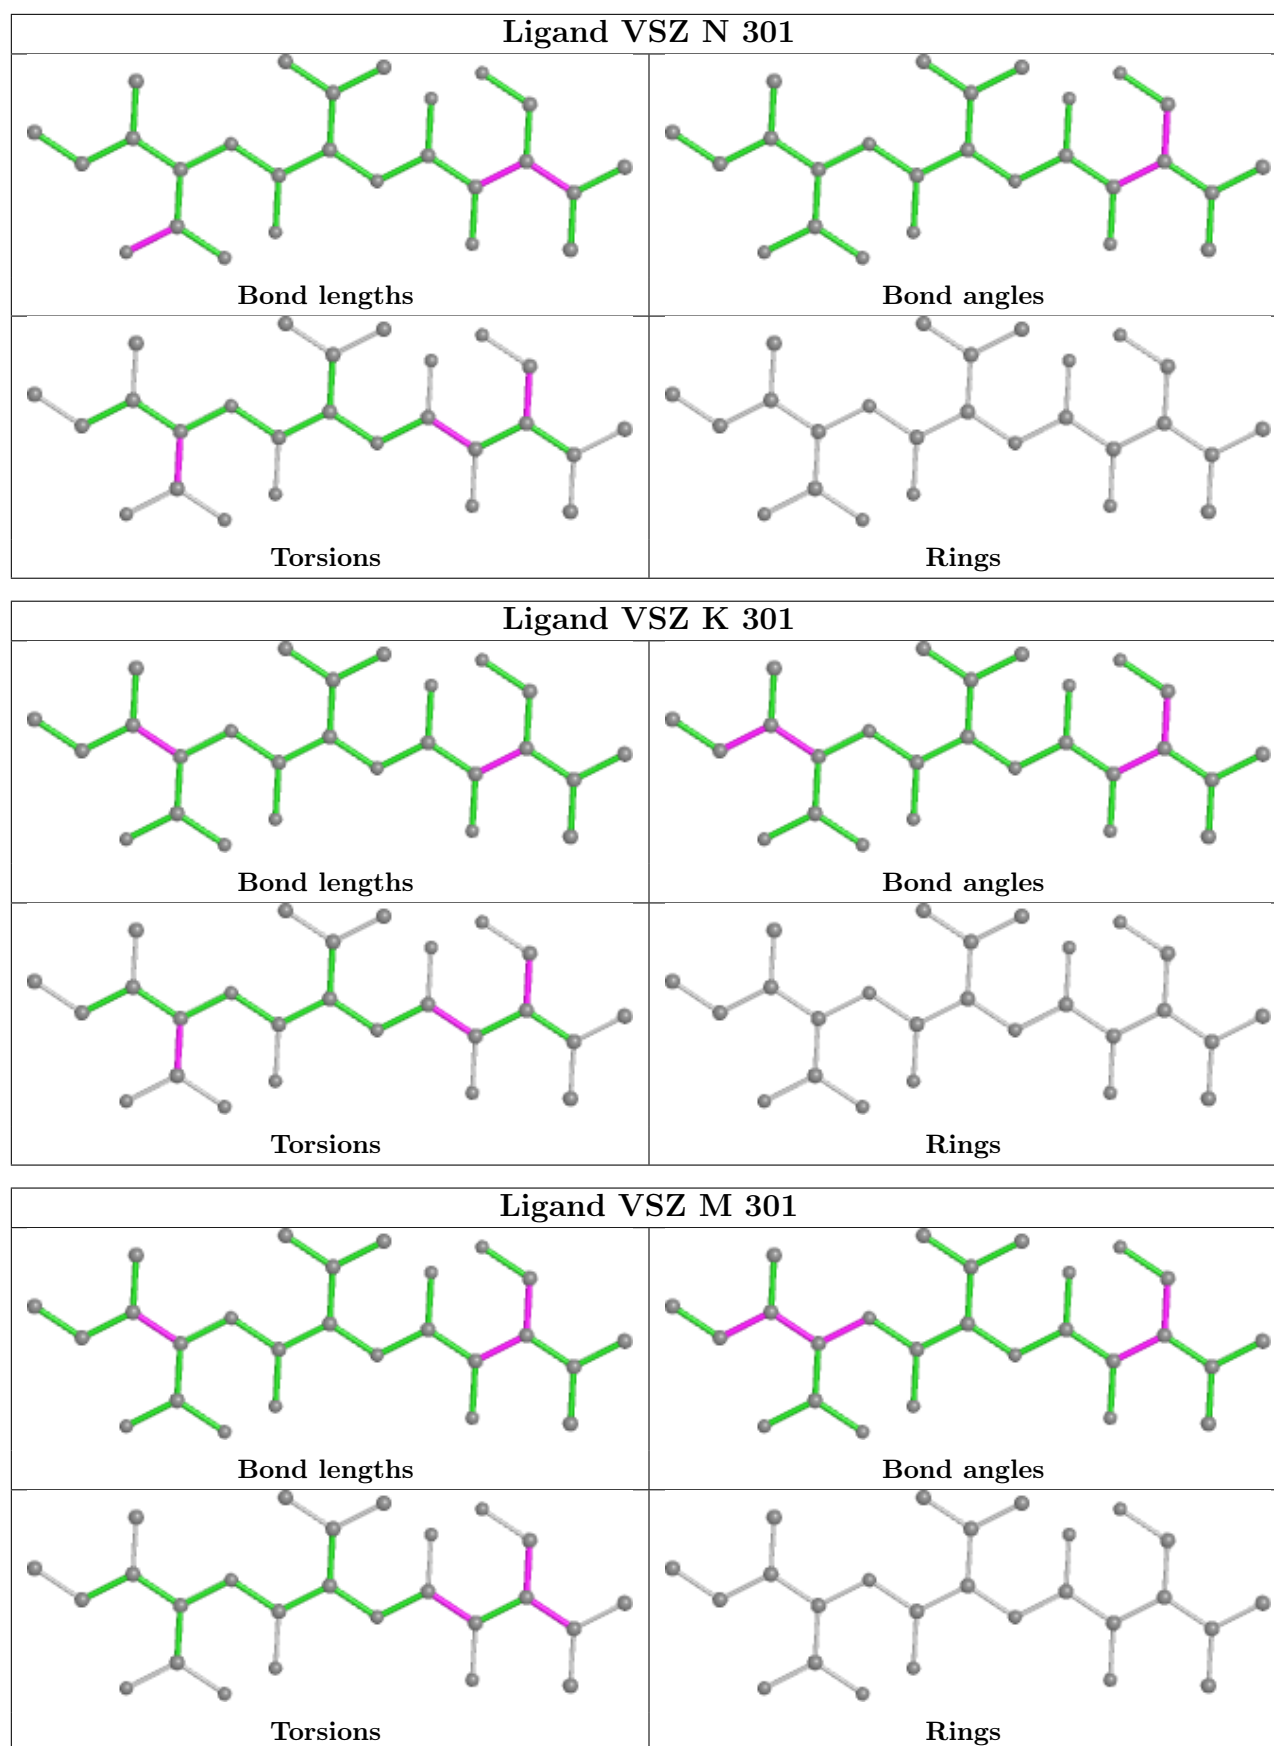 Ligand VSZ N 301
Bond lengths
Bond angles
Torsions
Rings
Ligand VSZ K 301
Bond lengths
Bond angles
Torsions
Rings
Ligand VSZ M 301
Bond lengths
Bond angles
Torsions
Rings